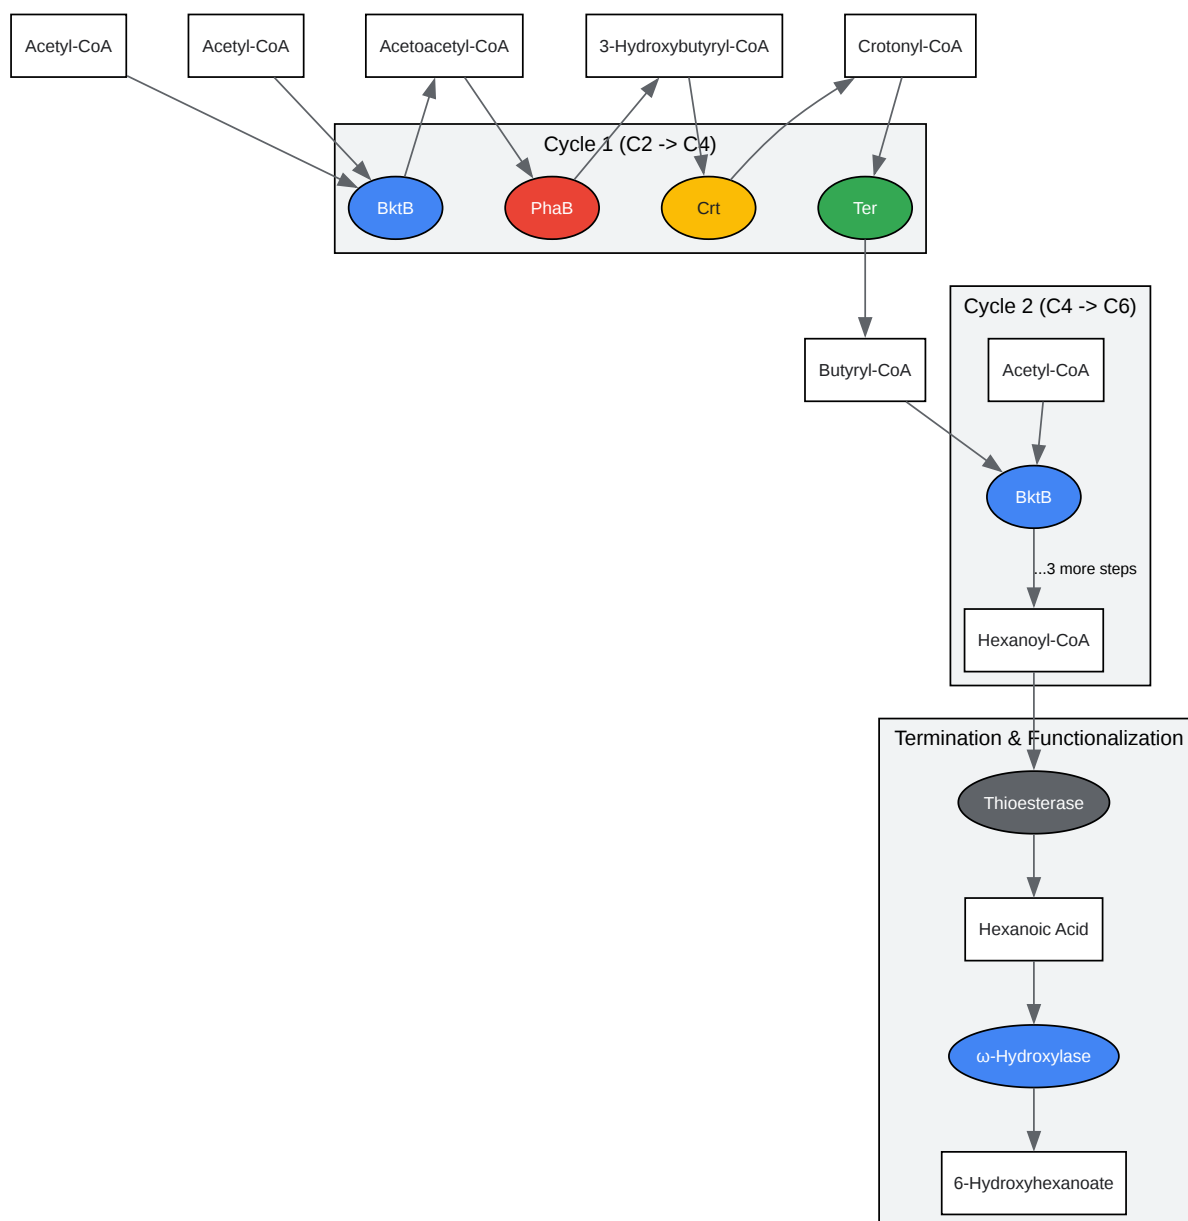 Acetyl-CoA
Acetyl-CoA
Acetoacetyl-CoA
3-Hydroxybutyryl-CoA
Crotonyl-CoA
Cycle 1 (C2 -> C4)
BktB
PhaB
Crt
Ter
Cycle 2 (C4 -> C6)
Butyryl-CoA
Acetyl-CoA
BktB
...3 more steps
Hexanoyl-CoA
Termination & Functionalization
Thioesterase
Hexanoic Acid
ω-Hydroxylase
6-Hydroxyhexanoate